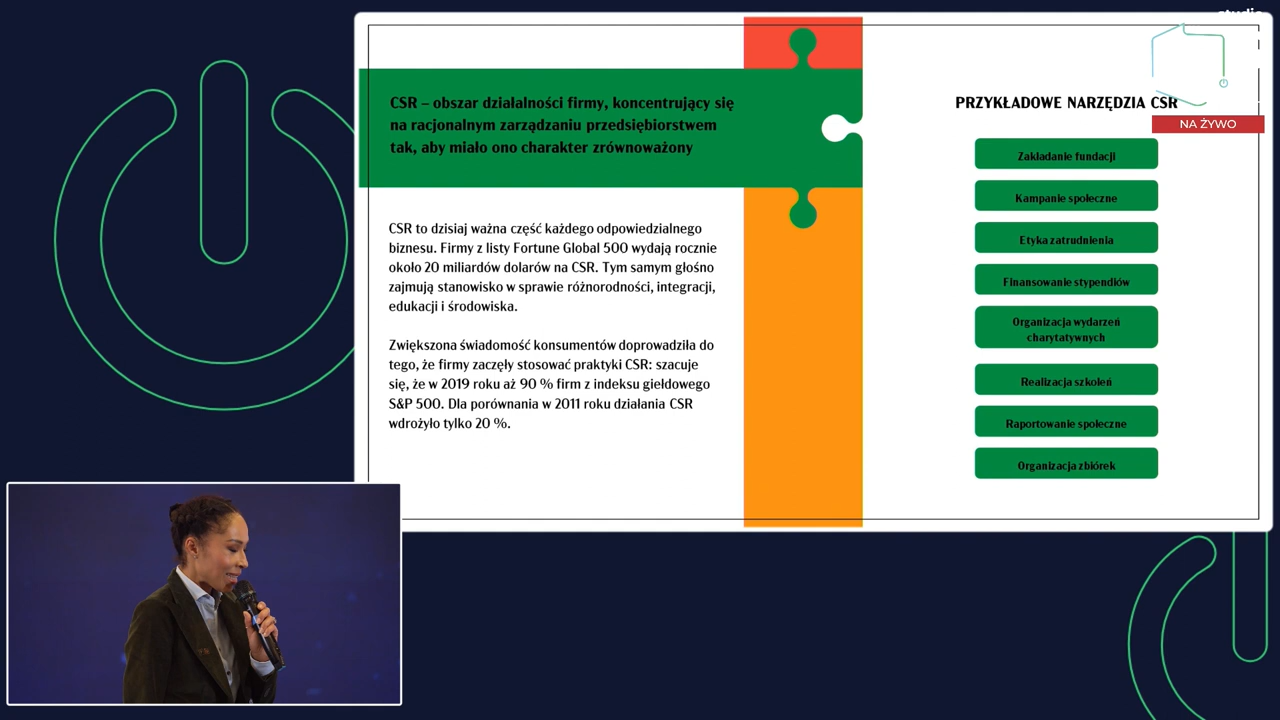 studio
NA ŻYWO
CSR – obszar działalności firmy, koncentrujący się
na racjonalnym zarządzaniu przedsiębiorstwem
tak, aby miało ono charakter zrównoważony
CSR to dzisiaj ważna część każdego odpowiedzialnego
biznesu. Firmy z listy Fortune Global 500 wydają rocznie
około 20 miliardów dolarów na CSR. Tym samym głośno
zajmują stanowisko w sprawie różnorodności, integracji,
edukacji i środowiska.
Zwiększona świadomość konsumentów doprowadziła do
tego, że firmy zaczęły stosować praktyki CSR: szacuje
się, że w 2019 roku aż 90 % firm z indeksu giełdowego
S&P 500. Dla porównania w 2011 roku działania CSR
wdrożyło tylko 20 %.
PRZYKŁADOWE NARZĘDZIA CSR
Zakładanie fundacji
Kampanie społeczne
Etyka zatrudnienia
Finansowanie stypendiów
Organizacja wydarzeń
charytatywnych
Realizacja szkoleń
Raportowanie społeczne
Organizacja zbiórek